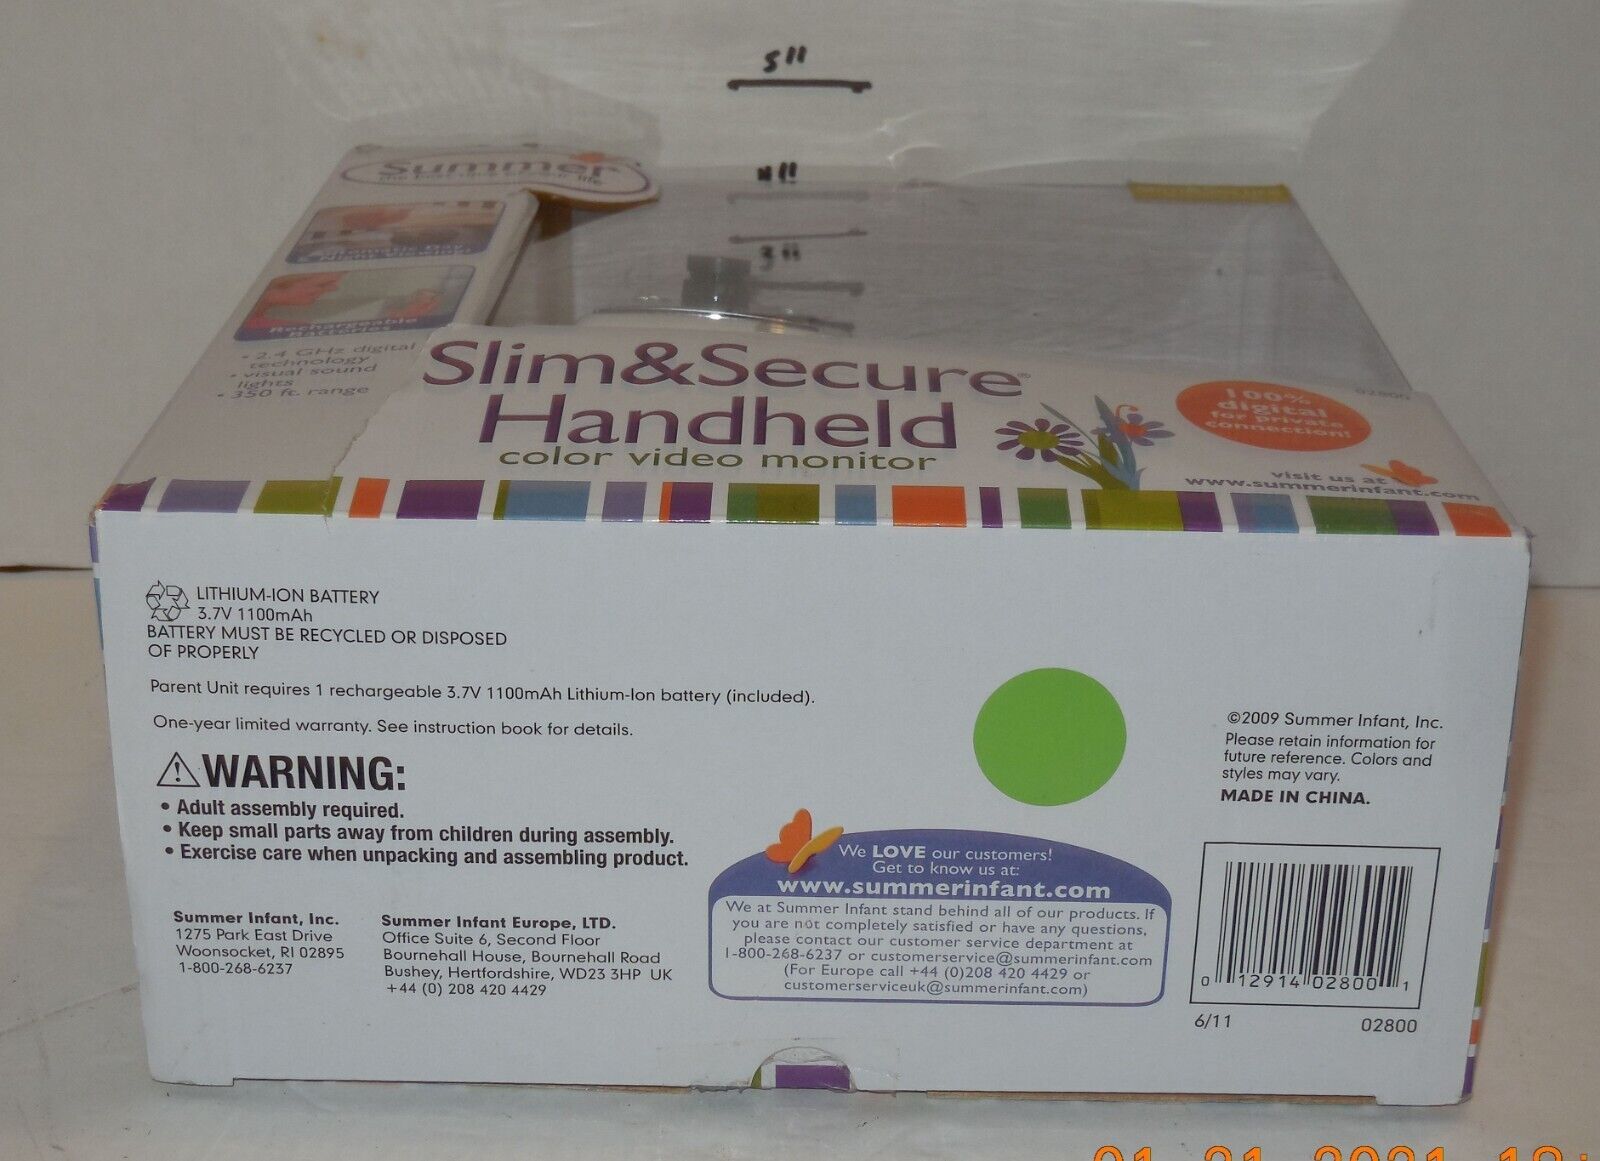 5"
4"
3"
Summer
life
Rechargeable
Batteries
• 2.4 GHz digital
technology
• visual sound
lights
• 350 ft. range
Slim&Secure®
Handheld
color video monitor
02800
100%
digital
for private
connection!
visit us at
www.summerinfant.com
LITHIUM-ION BATTERY
3.7V 1100mAh
BATTERY MUST BE RECYCLED OR DISPOSED
OF PROPERLY
Parent Unit requires 1 rechargeable 3.7V 1100mAh Lithium-Ion battery (included).
One-year limited warranty. See instruction book for details.
WARNING:
• Adult assembly required.
• Keep small parts away from children during assembly.
• Exercise care when unpacking and assembling product.
Summer Infant, Inc.
1275 Park East Drive
Woonsocket, RI 02895
1-800-268-6237
Summer Infant Europe, LTD.
Office Suite 6, Second Floor
Bournehall House, Bournehall Road
Bushey, Hertfordshire, WD23 3HP UK
+44 (0) 208 420 4429
We LOVE our customers!
Get to know us at:
www.summerinfant.com
We at Summer Infant stand behind all of our products. If
you are not completely satisfied or have any questions,
please contact our customer service department at
1-800-268-6237 or customerservice@summerinfant.com
(For Europe call +44 (0)208 420 4429 or
customerserviceuk@summerinfant.com)
©2009 Summer Infant, Inc.
Please retain information for
future reference. Colors and
styles may vary.
MADE IN CHINA.
0 12914 02800 1
6/11 02800